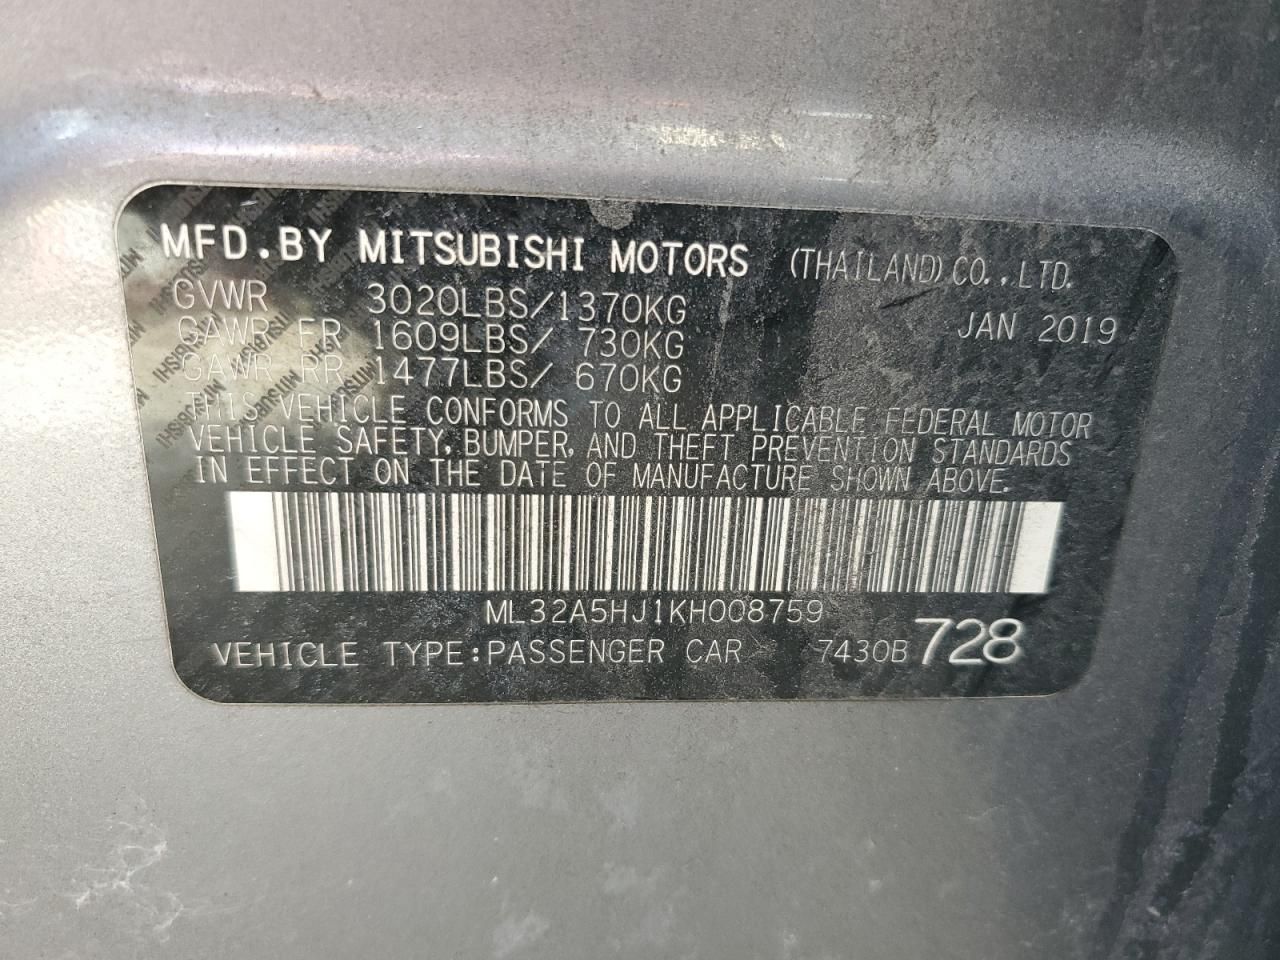 MFD.BY MITSUBISHI MOTORS (THAILAND)CO.,LTD.
GVWR 3020LBS/1370KG JAN 2019
GAWR FR 1609LBS/ 730KG
GAWR RR 1477LBS/ 670KG
THIS VEHICLE CONFORMS TO ALL APPLICABLE FEDERAL MOTOR
VEHICLE SAFETY, BUMPER, AND THEFT PREVENTION STANDARDS
IN EFFECT ON THE DATE OF MANUFACTURE SHOWN ABOVE.
ML32A5HJ1KH008759
VEHICLE TYPE:PASSENGER CAR 7430B 728